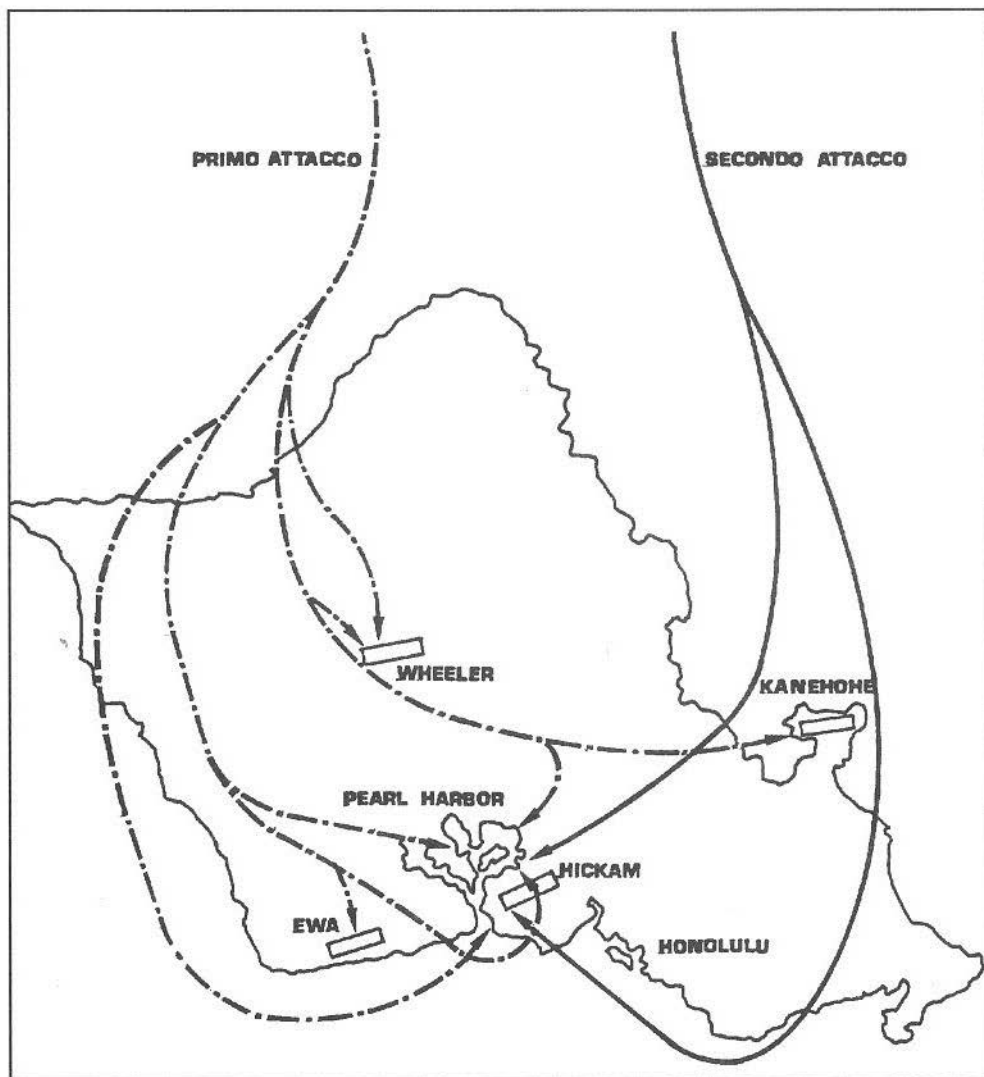 PRIMO ATTACCO
SECONDO ATTACCO
WHEELER
KANEHOHE
PEARL HARBOR
HICKAM
EWA
HONOLULU